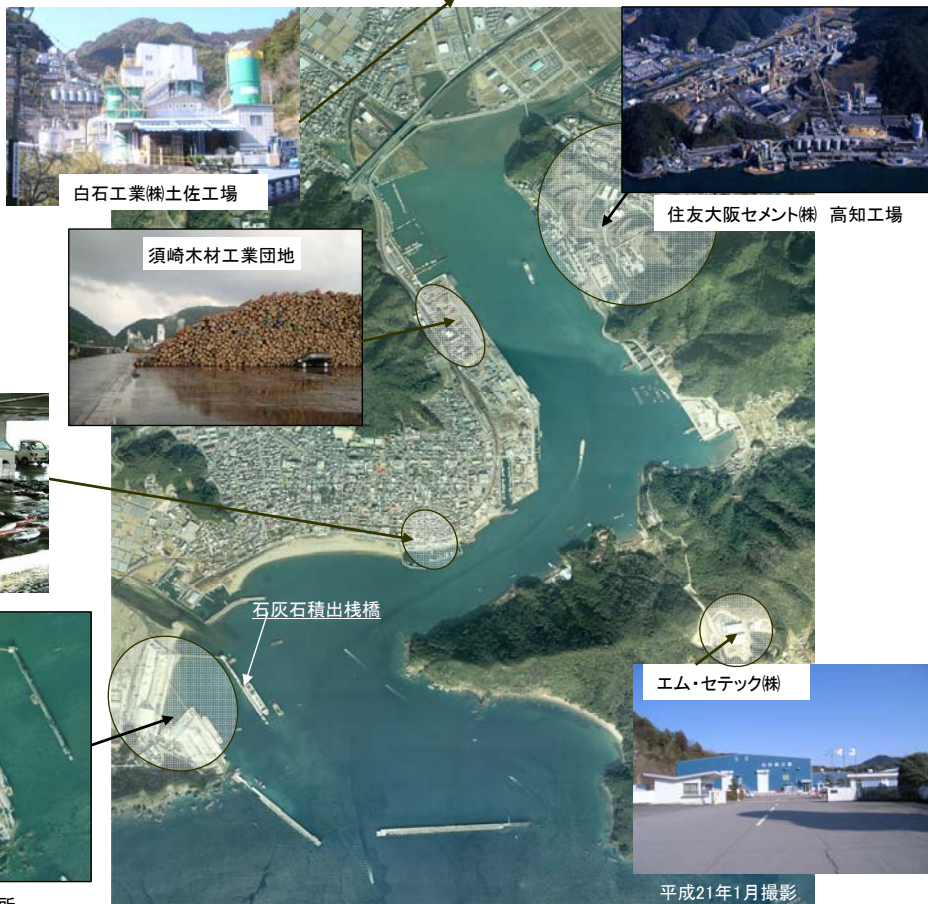 白石工業㈱土佐工場
住友大阪セメント㈱ 高知工場
須崎木材工業団地
石灰石積出桟橋
エム・セテック㈱
平成21年1月撮影
所